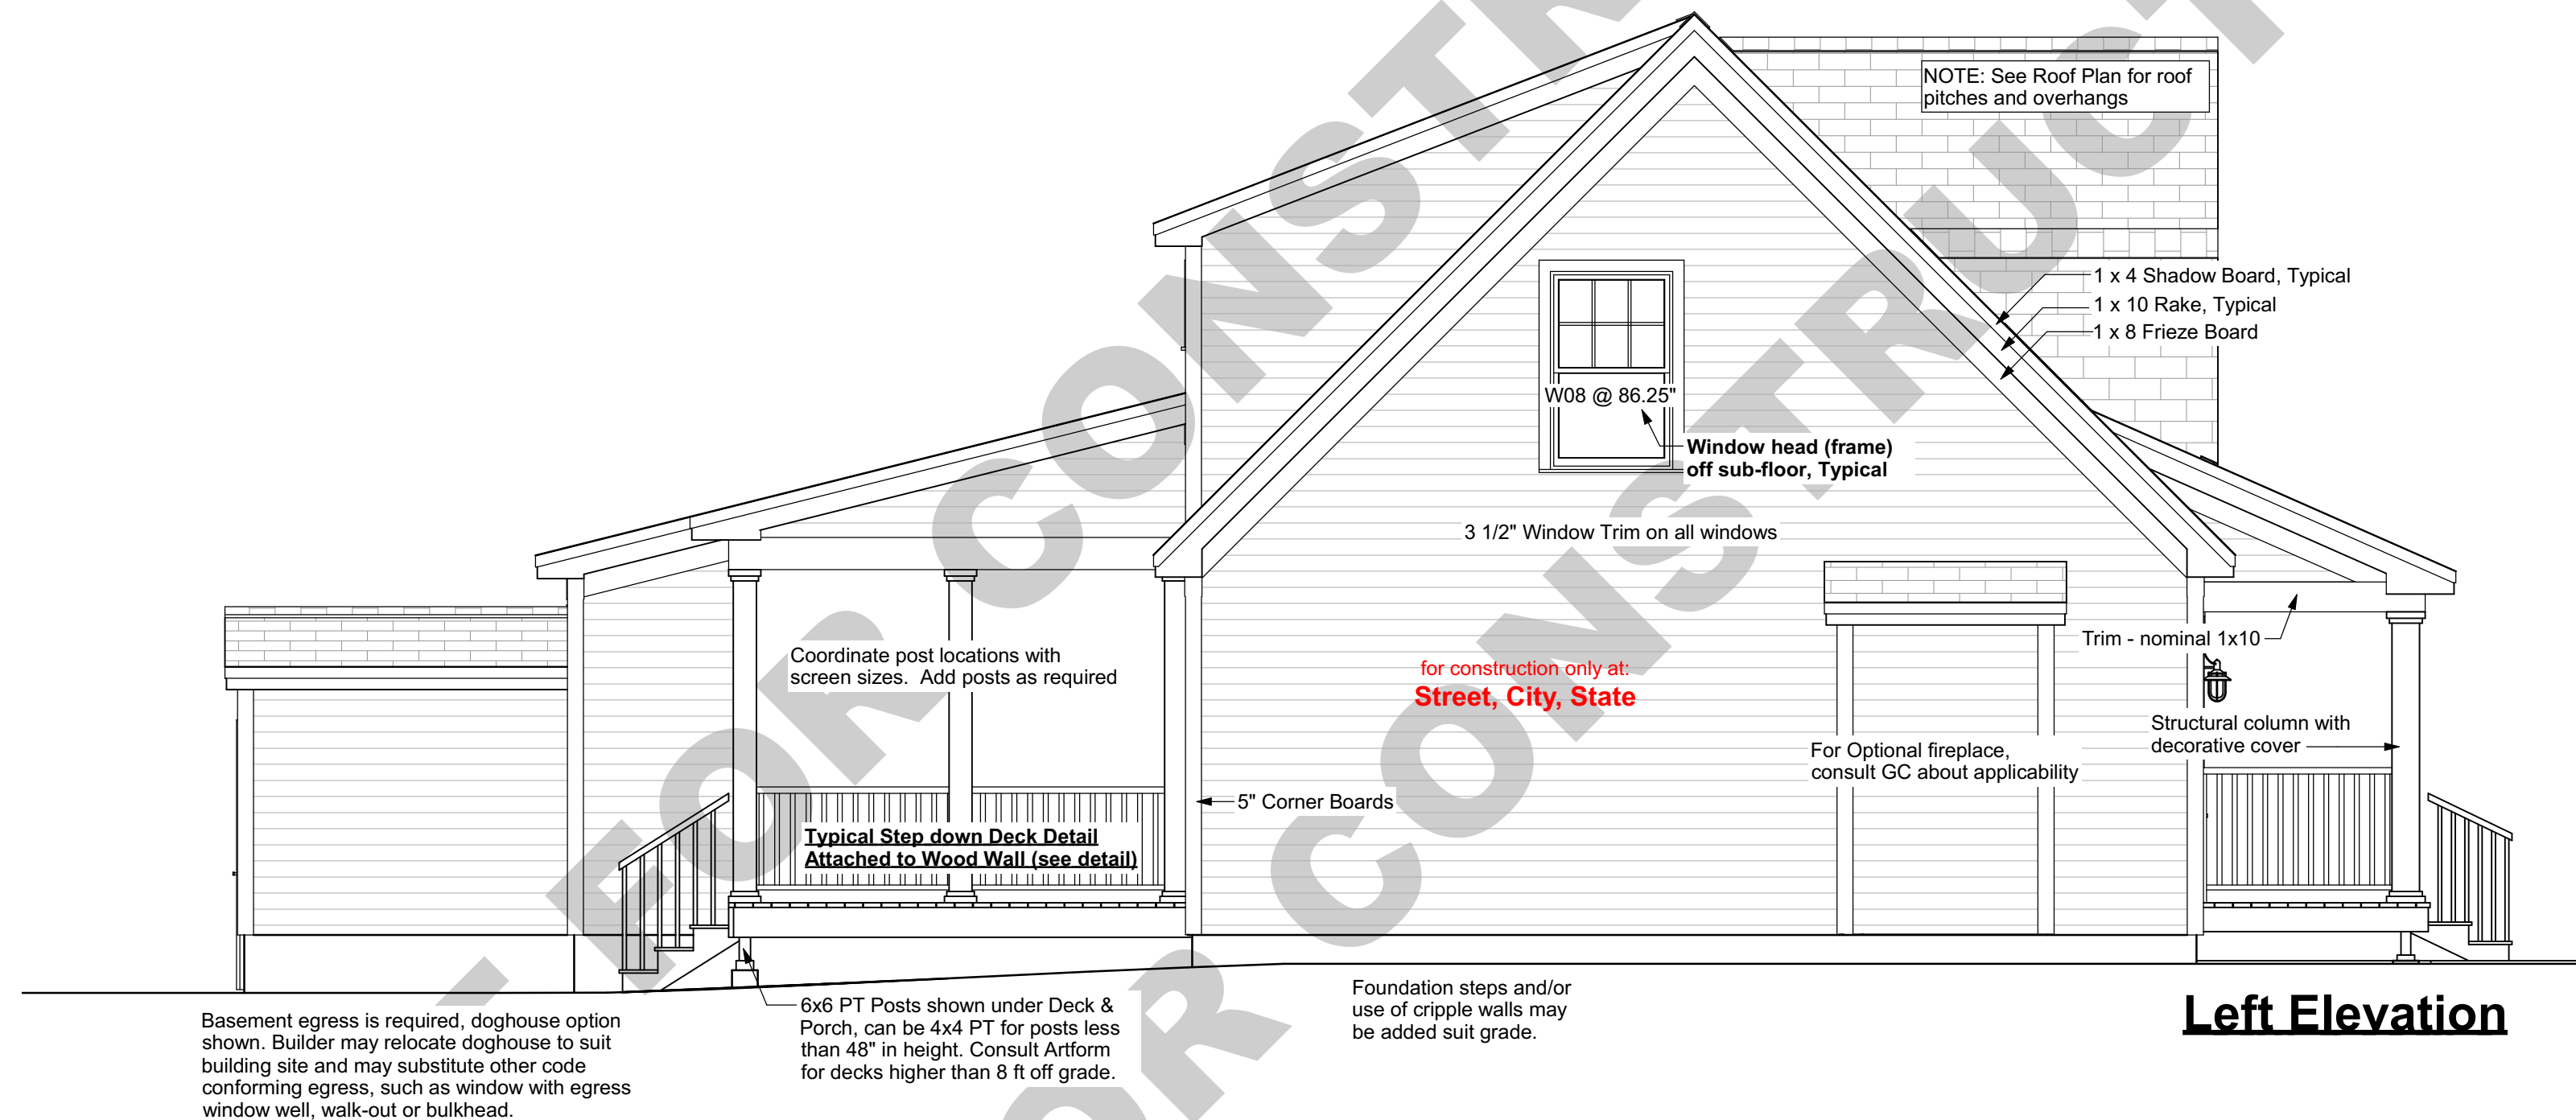 NOTE: See Roof Plan for roof
pitches and overhangs
1 x 4 Shadow Board, Typical
1 x 10 Rake, Typical
1 x 8 Frieze Board
W08 @ 86.25"
Window head (frame)
off sub-floor, Typical
3 1/2" Window Trim on all windows
Trim - nominal 1x10
Coordinate post locations with
screen sizes.  Add posts as required
for construction only at:
Street, City, State
Structural column with
decorative cover
For Optional fireplace,
consult GC about applicability
5" Corner Boards
Typical Step down Deck Detail
Attached to Wood Wall (see detail)
6x6 PT Posts shown under Deck &
Porch, can be 4x4 PT for posts less
than 48" in height. Consult Artform
for decks higher than 8 ft off grade.
Foundation steps and/or
use of cripple walls may
be added suit grade.
Left Elevation
Basement egress is required, doghouse option
shown. Builder may relocate doghouse to suit
building site and may substitute other code
conforming egress, such as window with egress
window well, walk-out or bulkhead.
FOR CONSTR
OR CONSTRUCT